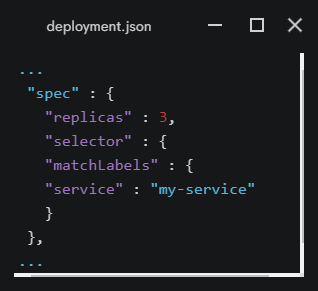 deployment.json
...
"spec" : {
"replicas" : 3,
"selector" : {
"matchLabels" : {
"service" : "my-service"
}
},
...